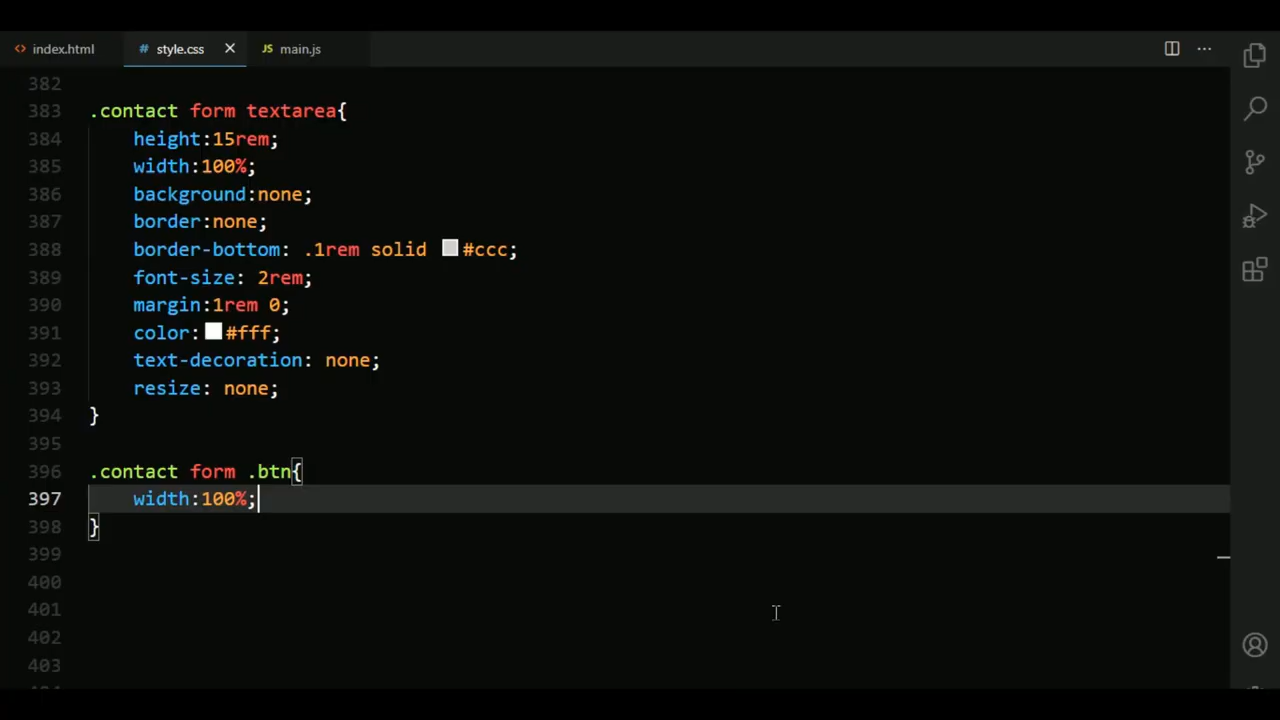 index.html
# style.css
JS main.js
382
383 .contact form textarea{
384 height:15rem;
385 width:100%;
386 background:none;
387 border:none;
388 border-bottom: .1rem solid #ccc;
389 font-size: 2rem;
390 margin:1rem 0;
391 color: #fff;
392 text-decoration: none;
393 resize: none;
394 }
395
396 .contact form .btn{
397 width:100%;
398 }
399
400
401
402
403